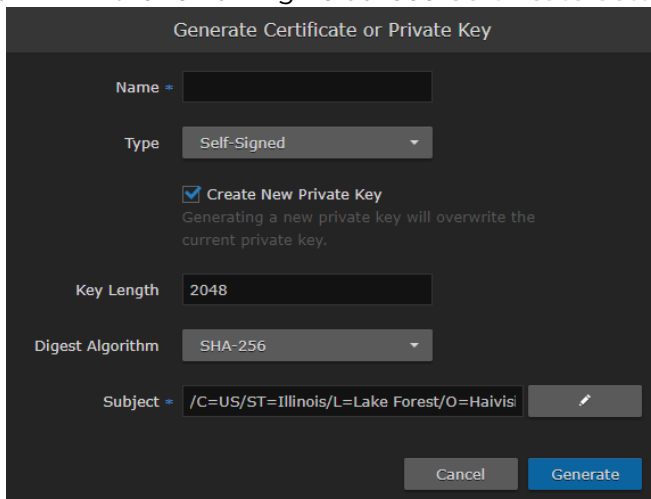 Generate Certificate or Private Key
Name *
Type Self-Signed
Create New Private Key
Generating a new private key will overwrite the
current private key.
Key Length 2048
Digest Algorithm SHA-256
Subject * /C=US/ST=Illinois/L=Lake Forest/O=Haivisi
Cancel Generate